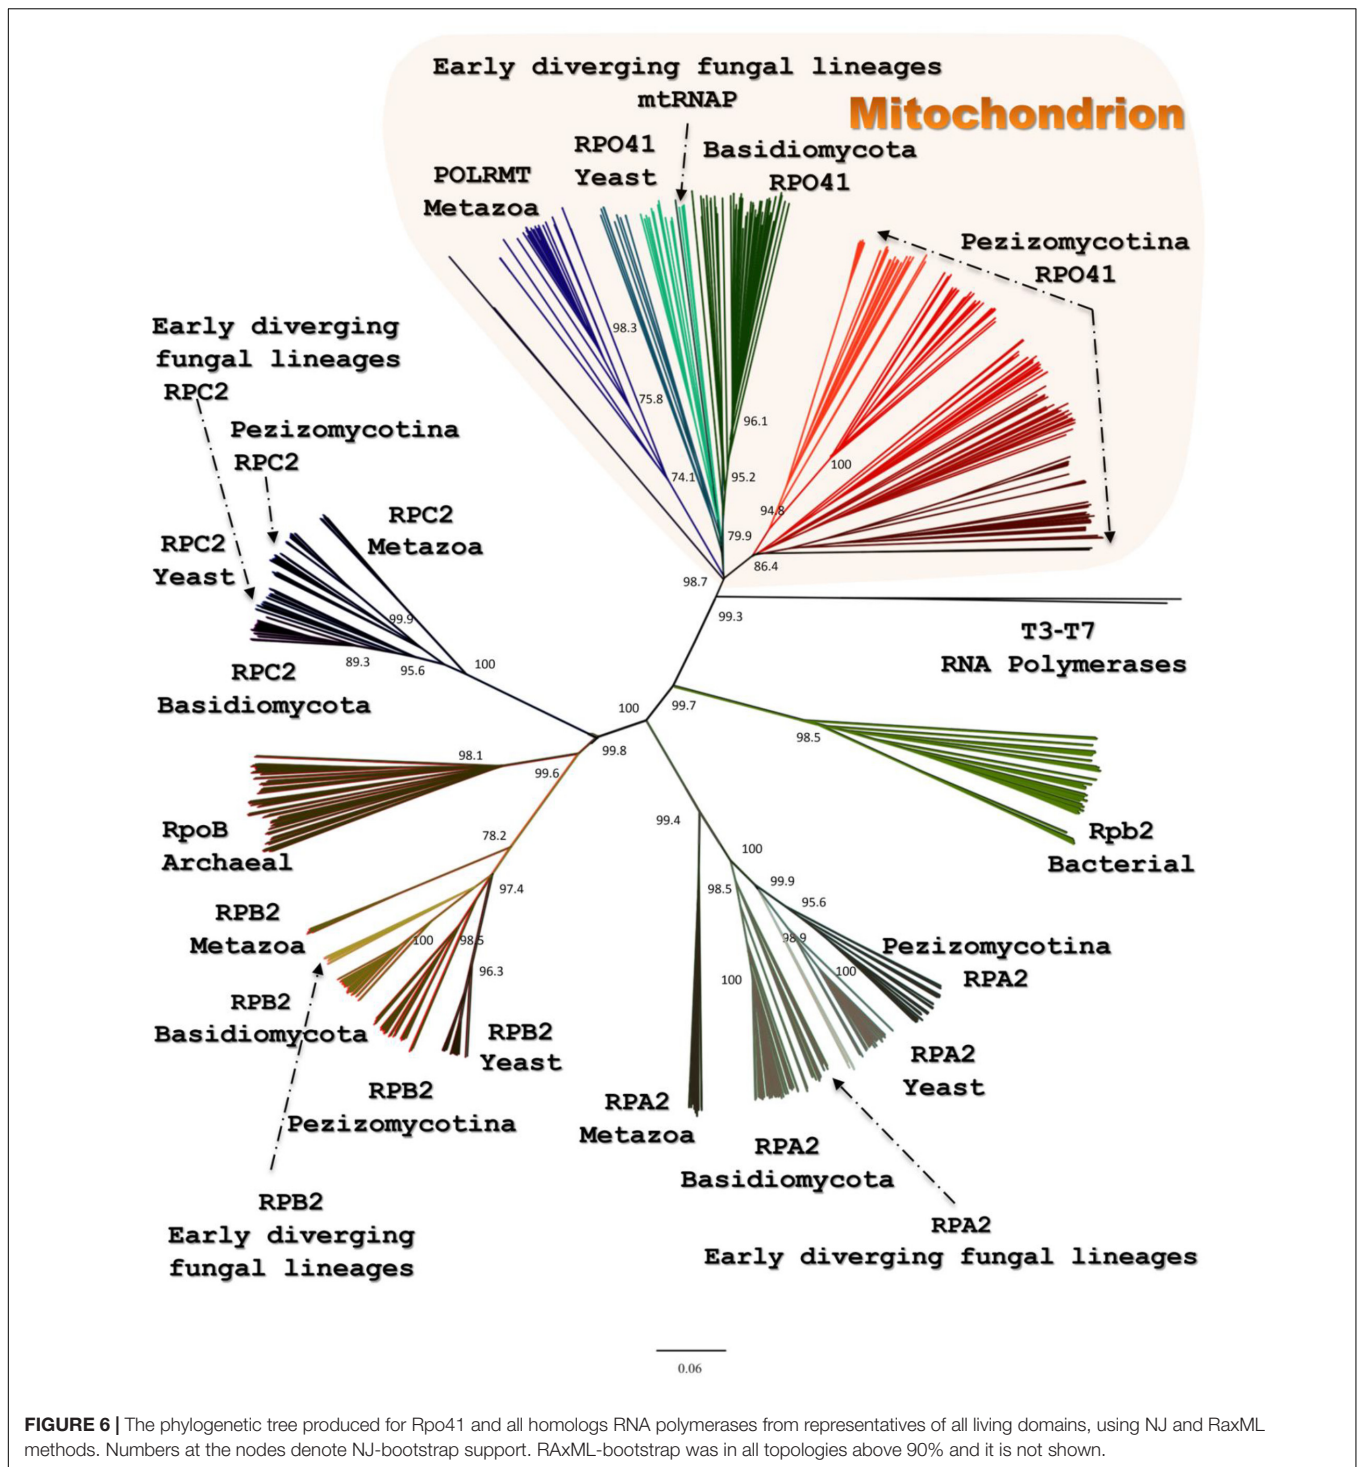 Early diverging fungal lineages
mtRNAP
Mitochondrion
RPO41
Yeast
Basidiomycota
RPO41
POLRMT
Metazoa
Pezizomycotina
RPO41
98.3
75.8
96.1
74.1
95.2
100
94.8
79.9
86.4
98.7
99.3
T3-T7
RNA Polymerases
Early diverging
fungal lineages
RPC2
Pezizomycotina
RPC2
RPC2
Metazoa
RPC2
Yeast
99.9
89.3
95.6
100
RPC2
Basidiomycota
100
99.7
99.8
98.5
Rpb2
Bacterial
98.1
99.6
RpoB
Archaeal
78.2
97.4
RPB2
Metazoa
100
98.5
96.3
RPB2
Basidiomycota
RPB2
Yeast
RPB2
Pezizomycotina
RPB2
Early diverging
fungal lineages
99.4
100
98.5
99.9
95.6
98.9
100
100
Pezizomycotina
RPA2
RPA2
Yeast
RPA2
Metazoa
RPA2
Basidiomycota
RPA2
Early diverging fungal lineages
0.06
FIGURE 6 | The phylogenetic tree produced for Rpo41 and all homologs RNA polymerases from representatives of all living domains, using NJ and RaxML
methods. Numbers at the nodes denote NJ-bootstrap support. RAxML-bootstrap was in all topologies above 90% and it is not shown.